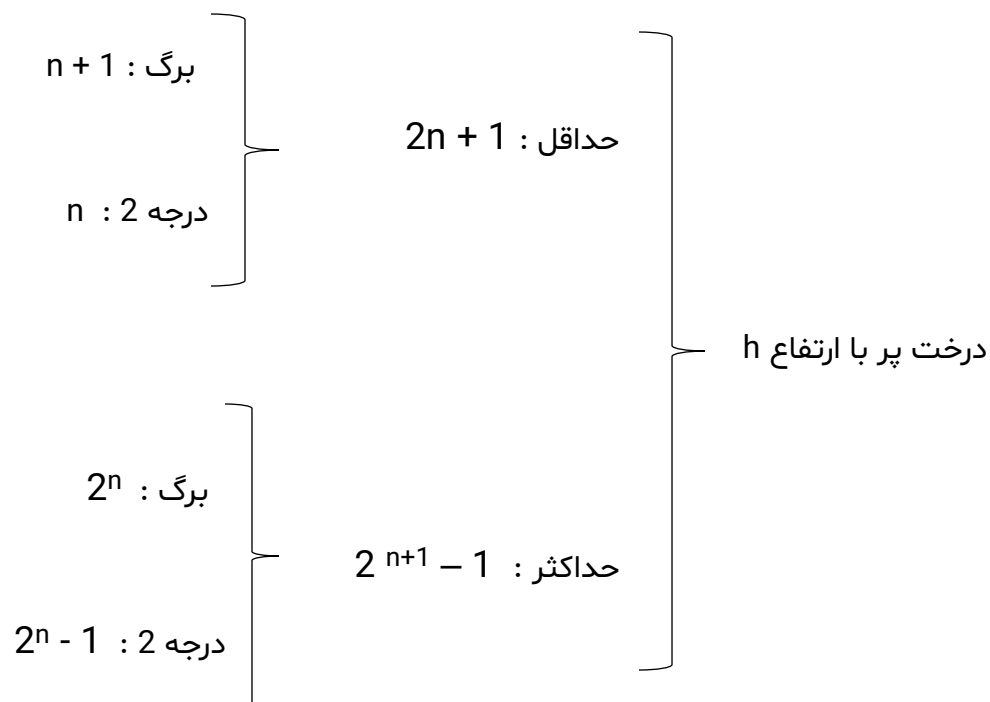 درخت پر با ارتفاع h
حداقل : 2n + 1
برگ : n + 1
درجه 2 : n
حداکثر : 2 ⁿ⁺¹ – 1
برگ : 2ⁿ
درجه 2 : 2ⁿ - 1